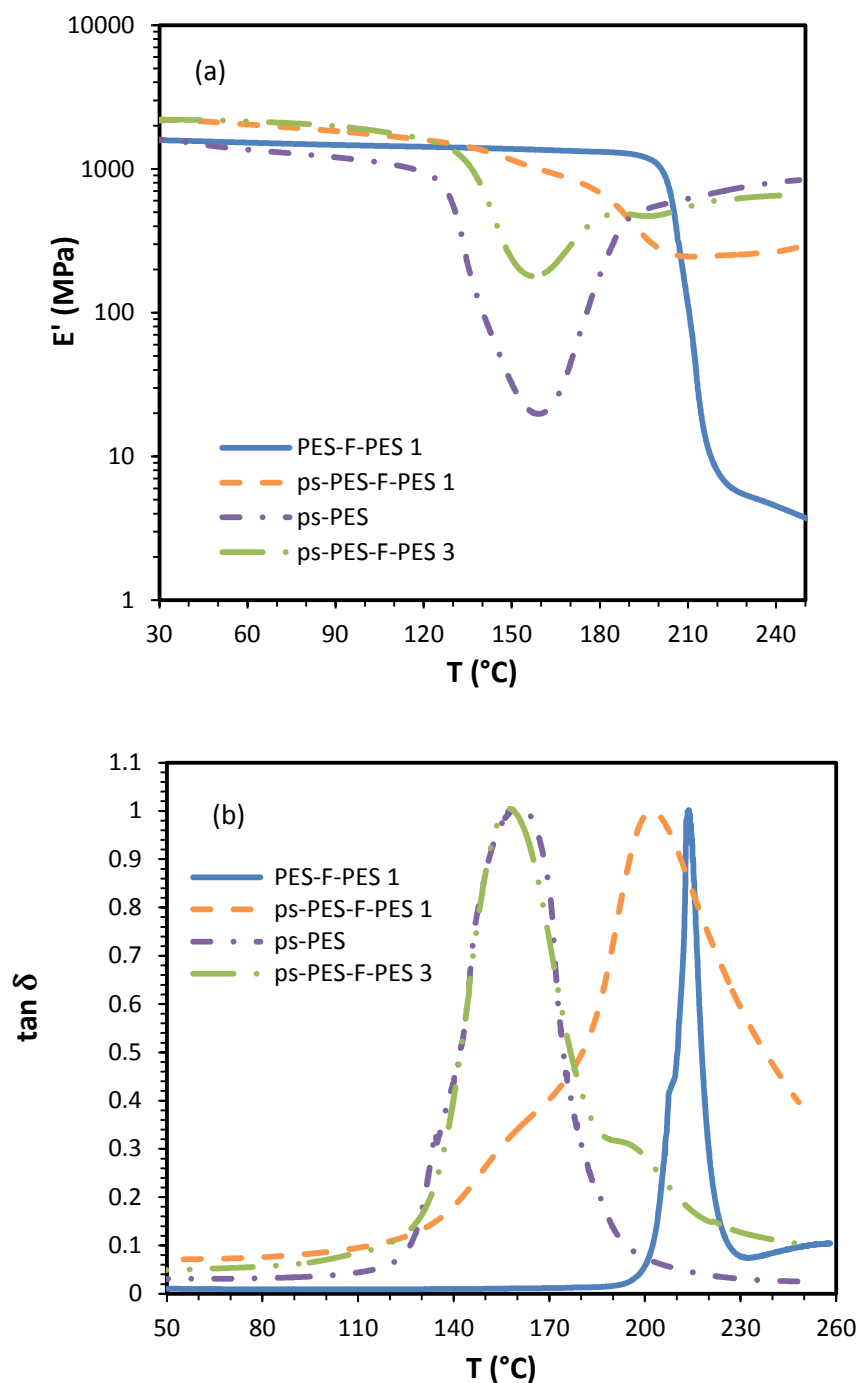 10000
1000
100
10
1
E' (MPa)
(a)
PES-F-PES 1
ps-PES-F-PES 1
ps-PES
ps-PES-F-PES 3
30 60 90 120 150 180 210 240
T (°C)
1.1
1
0.9
0.8
0.7
0.6
0.5
0.4
0.3
0.2
0.1
0
tan δ
(b)
PES-F-PES 1
ps-PES-F-PES 1
ps-PES
ps-PES-F-PES 3
50 80 110 140 170 200 230 260
T (°C)